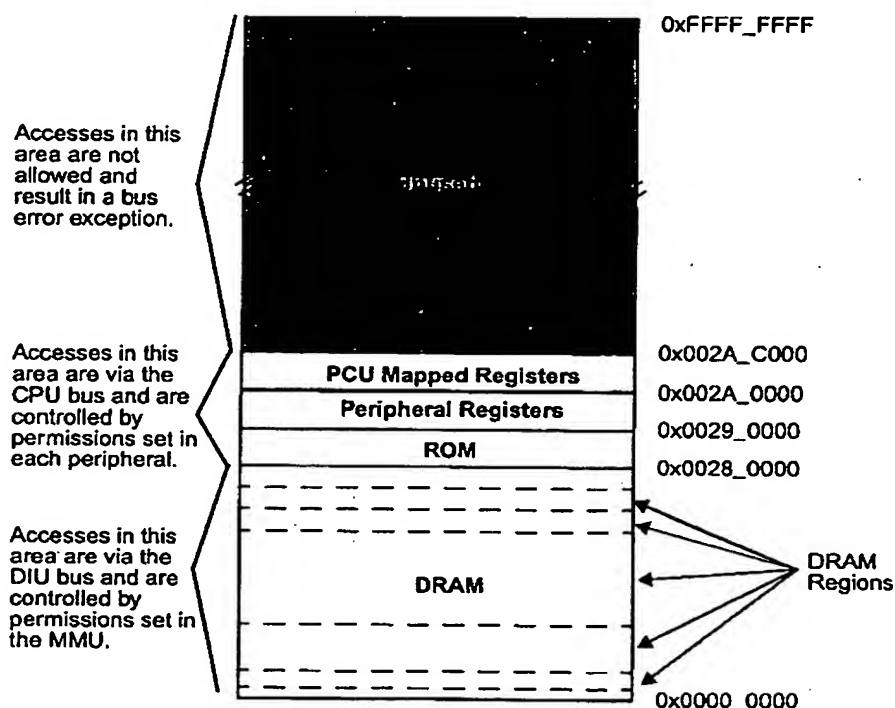 0xFFFF_FFFF
Accesses in this
area are not
allowed and
result in a bus
error exception.
0x002A_C000
Accesses in this
area are via the
CPU bus and are
controlled by
permissions set in
each peripheral.
PCU Mapped Registers
0x002A_0000
Peripheral Registers
0x0029_0000
ROM
0x0028_0000
Accesses in this
area are via the
DIU bus and are
controlled by
permissions set in
the MMU.
DRAM
DRAM
Regions
0x0000_0000